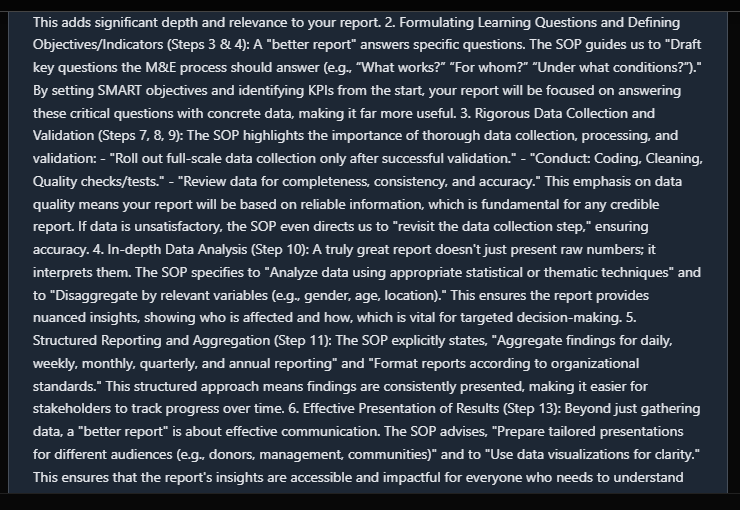 This adds significant depth and relevance to your report. 2. Formulating Learning Questions and Defining
Objectives/Indicators (Steps 3 & 4): A "better report" answers specific questions. The SOP guides us to "Draft
key questions the M&E process should answer (e.g., “What works?” “For whom?” “Under what conditions?”)."
By setting SMART objectives and identifying KPIs from the start, your report will be focused on answering
these critical questions with concrete data, making it far more useful. 3. Rigorous Data Collection and
Validation (Steps 7, 8, 9): The SOP highlights the importance of thorough data collection, processing, and
validation: - "Roll out full-scale data collection only after successful validation." - "Conduct: Coding, Cleaning,
Quality checks/tests." - "Review data for completeness, consistency, and accuracy." This emphasis on data
quality means your report will be based on reliable information, which is fundamental for any credible
report. If data is unsatisfactory, the SOP even directs us to "revisit the data collection step," ensuring
accuracy. 4. In-depth Data Analysis (Step 10): A truly great report doesn't just present raw numbers; it
interprets them. The SOP specifies to "Analyze data using appropriate statistical or thematic techniques" and
to "Disaggregate by relevant variables (e.g., gender, age, location)." This ensures the report provides
nuanced insights, showing who is affected and how, which is vital for targeted decision-making. 5.
Structured Reporting and Aggregation (Step 11): The SOP explicitly states, "Aggregate findings for daily,
weekly, monthly, quarterly, and annual reporting" and "Format reports according to organizational
standards." This structured approach means findings are consistently presented, making it easier for
stakeholders to track progress over time. 6. Effective Presentation of Results (Step 13): Beyond just gathering
data, a "better report" is about effective communication. The SOP advises, "Prepare tailored presentations
for different audiences (e.g., donors, management, communities)" and to "Use data visualizations for clarity."
This ensures that the report's insights are accessible and impactful for everyone who needs to understand